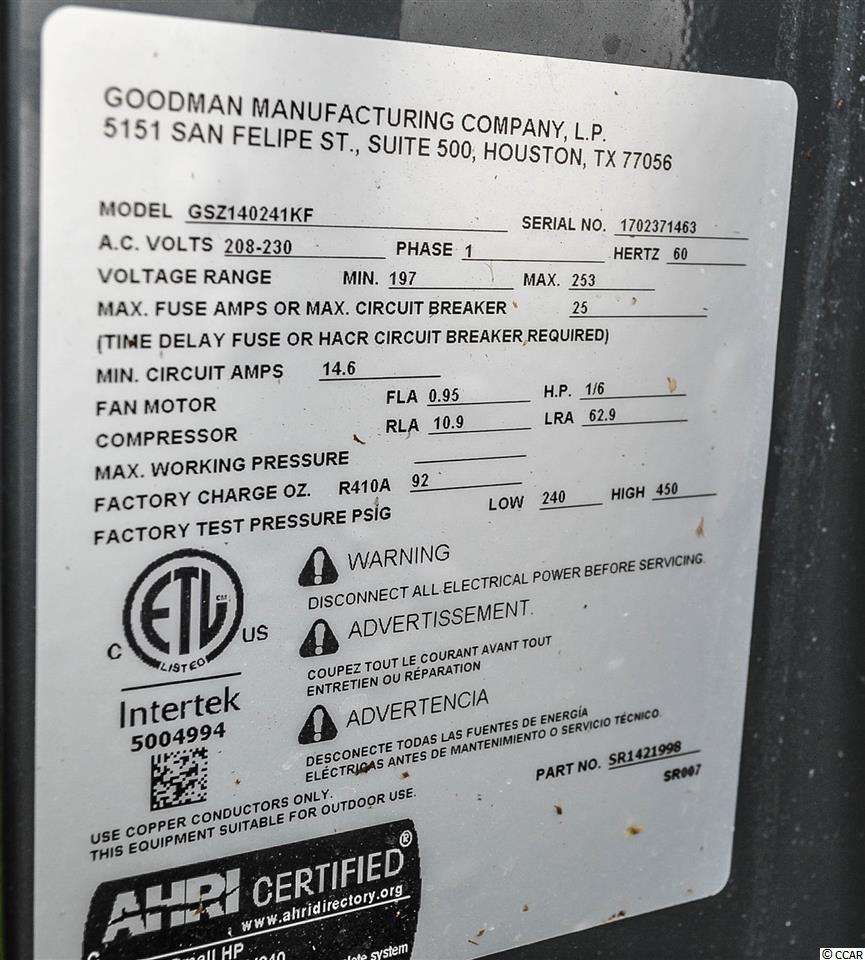 GOODMAN MANUFACTURING COMPANY, L.P.
5151 SAN FELIPE ST., SUITE 500, HOUSTON, TX 77056
MODEL GSZ140241KF SERIAL NO. 1702371463
A.C. VOLTS 208-230 PHASE 1 HERTZ 60
VOLTAGE RANGE MIN. 197 MAX. 253
MAX. FUSE AMPS OR MAX. CIRCUIT BREAKER 25
(TIME DELAY FUSE OR HACR CIRCUIT BREAKER REQUIRED)
MIN. CIRCUIT AMPS 14.6
FAN MOTOR FLA 0.95 H.P. 1/6
COMPRESSOR RLA 10.9 LRA 62.9
MAX. WORKING PRESSURE
FACTORY CHARGE OZ. R410A 92
FACTORY TEST PRESSURE PSIG LOW 240 HIGH 450
C ETL CM US
LISTED
Intertek
5004994
WARNING
DISCONNECT ALL ELECTRICAL POWER BEFORE SERVICING.
ADVERTISSEMENT.
COUPEZ TOUT LE COURANT AVANT TOUT
ENTRETIEN OU RÉPARATION
ADVERTENCIA
DESCONECTE TODAS LAS FUENTES DE ENERGÍA
ELÉCTRICAS ANTES DE MANTENIMIENTO O SERVICIO TÉCNICO.
PART NO. SR1421998
SR007
USE COPPER CONDUCTORS ONLY.
THIS EQUIPMENT SUITABLE FOR OUTDOOR USE.
AHRI CERTIFIED®
www.ahridirectory.org
Small HP
complete system
© CCAR